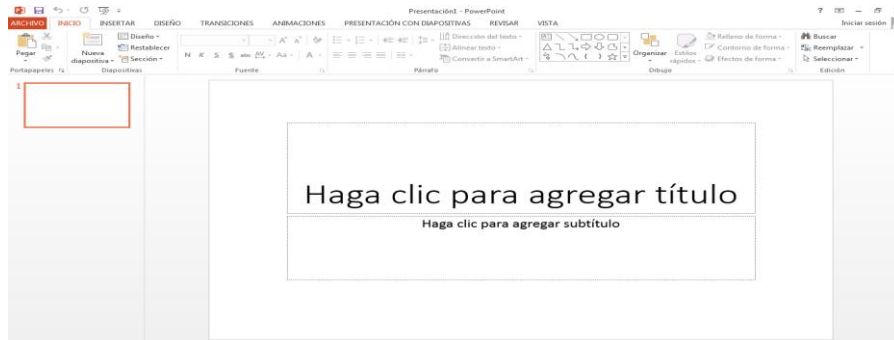 Presentación1 - PowerPoint
ARCHIVO INICIO INSERTAR DISEÑO TRANSICIONES ANIMACIONES PRESENTACIÓN CON DIAPOSITIVAS REVISAR VISTA Iniciar sesión
Pegar
Nueva diapositiva
Diseño
Restablecer
Sección
N K S S abc AV Aa A
Dirección del texto
Alinear texto
Convertir a SmartArt
Organizar
Estilos rápidos
Relleno de forma
Contorno de forma
Efectos de forma
Buscar
Reemplazar
Seleccionar
Portapapeles Diapositivas Fuente Párrafo Dibujo Edición
1
Haga clic para agregar título
Haga clic para agregar subtítulo